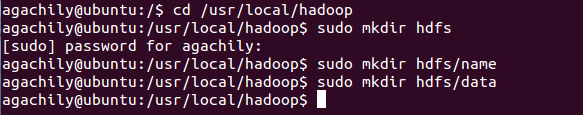 agachily@ubuntu:/$ cd /usr/local/hadoop
agachily@ubuntu:/usr/local/hadoop$ sudo mkdir hdfs
[sudo] password for agachily:
agachily@ubuntu:/usr/local/hadoop$ sudo mkdir hdfs/name
agachily@ubuntu:/usr/local/hadoop$ sudo mkdir hdfs/data
agachily@ubuntu:/usr/local/hadoop$